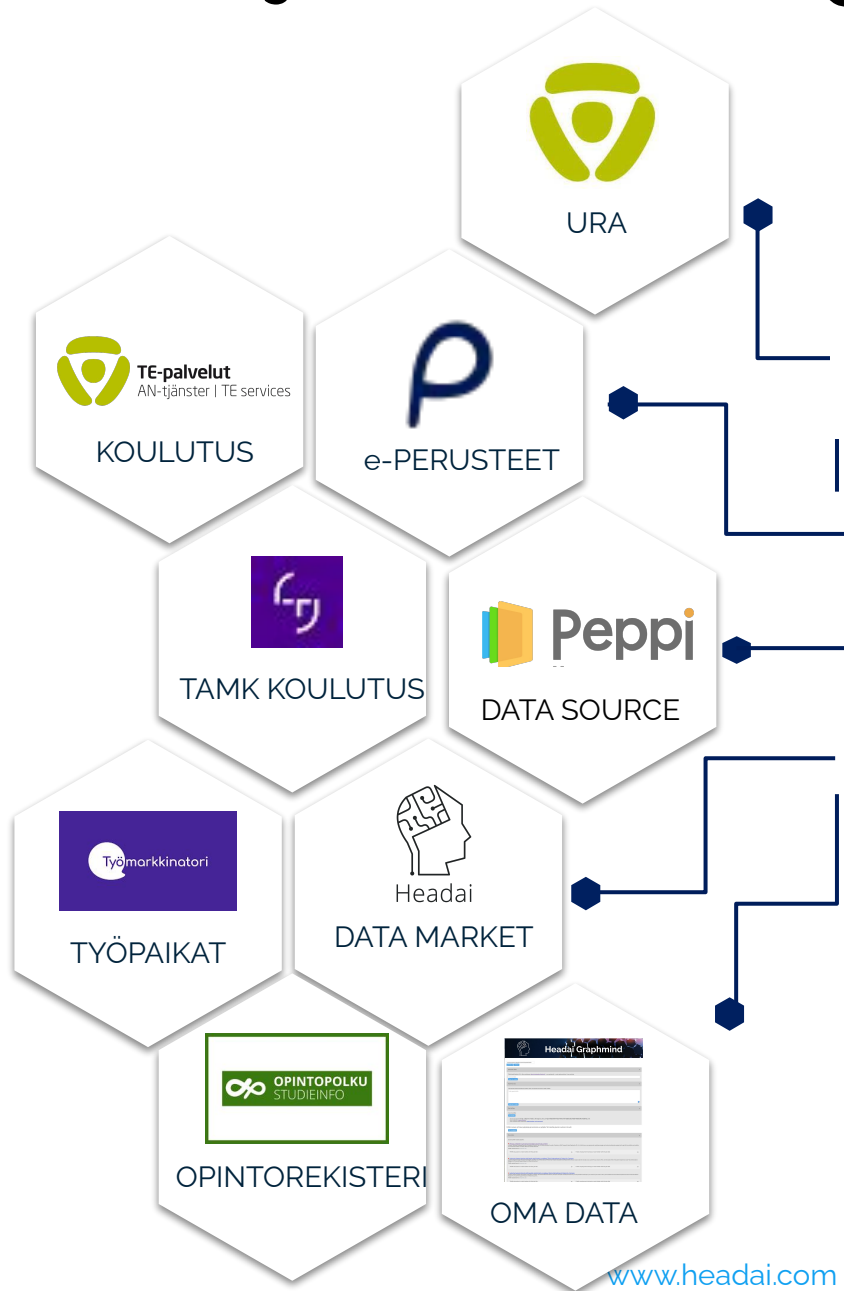 URA
TE-palvelut
AN-tjänster | TE services
KOULUTUS
e-PERUSTEET
TAMK KOULUTUS
Peppi
DATA SOURCE
Työmarkkinatori
TYÖPAIKAT
Headai
DATA MARKET
OPINTOPOLKU
STUDIEINFO
OPINTOREKISTERI
Headai Graphmind
OMA DATA
www.headai.com